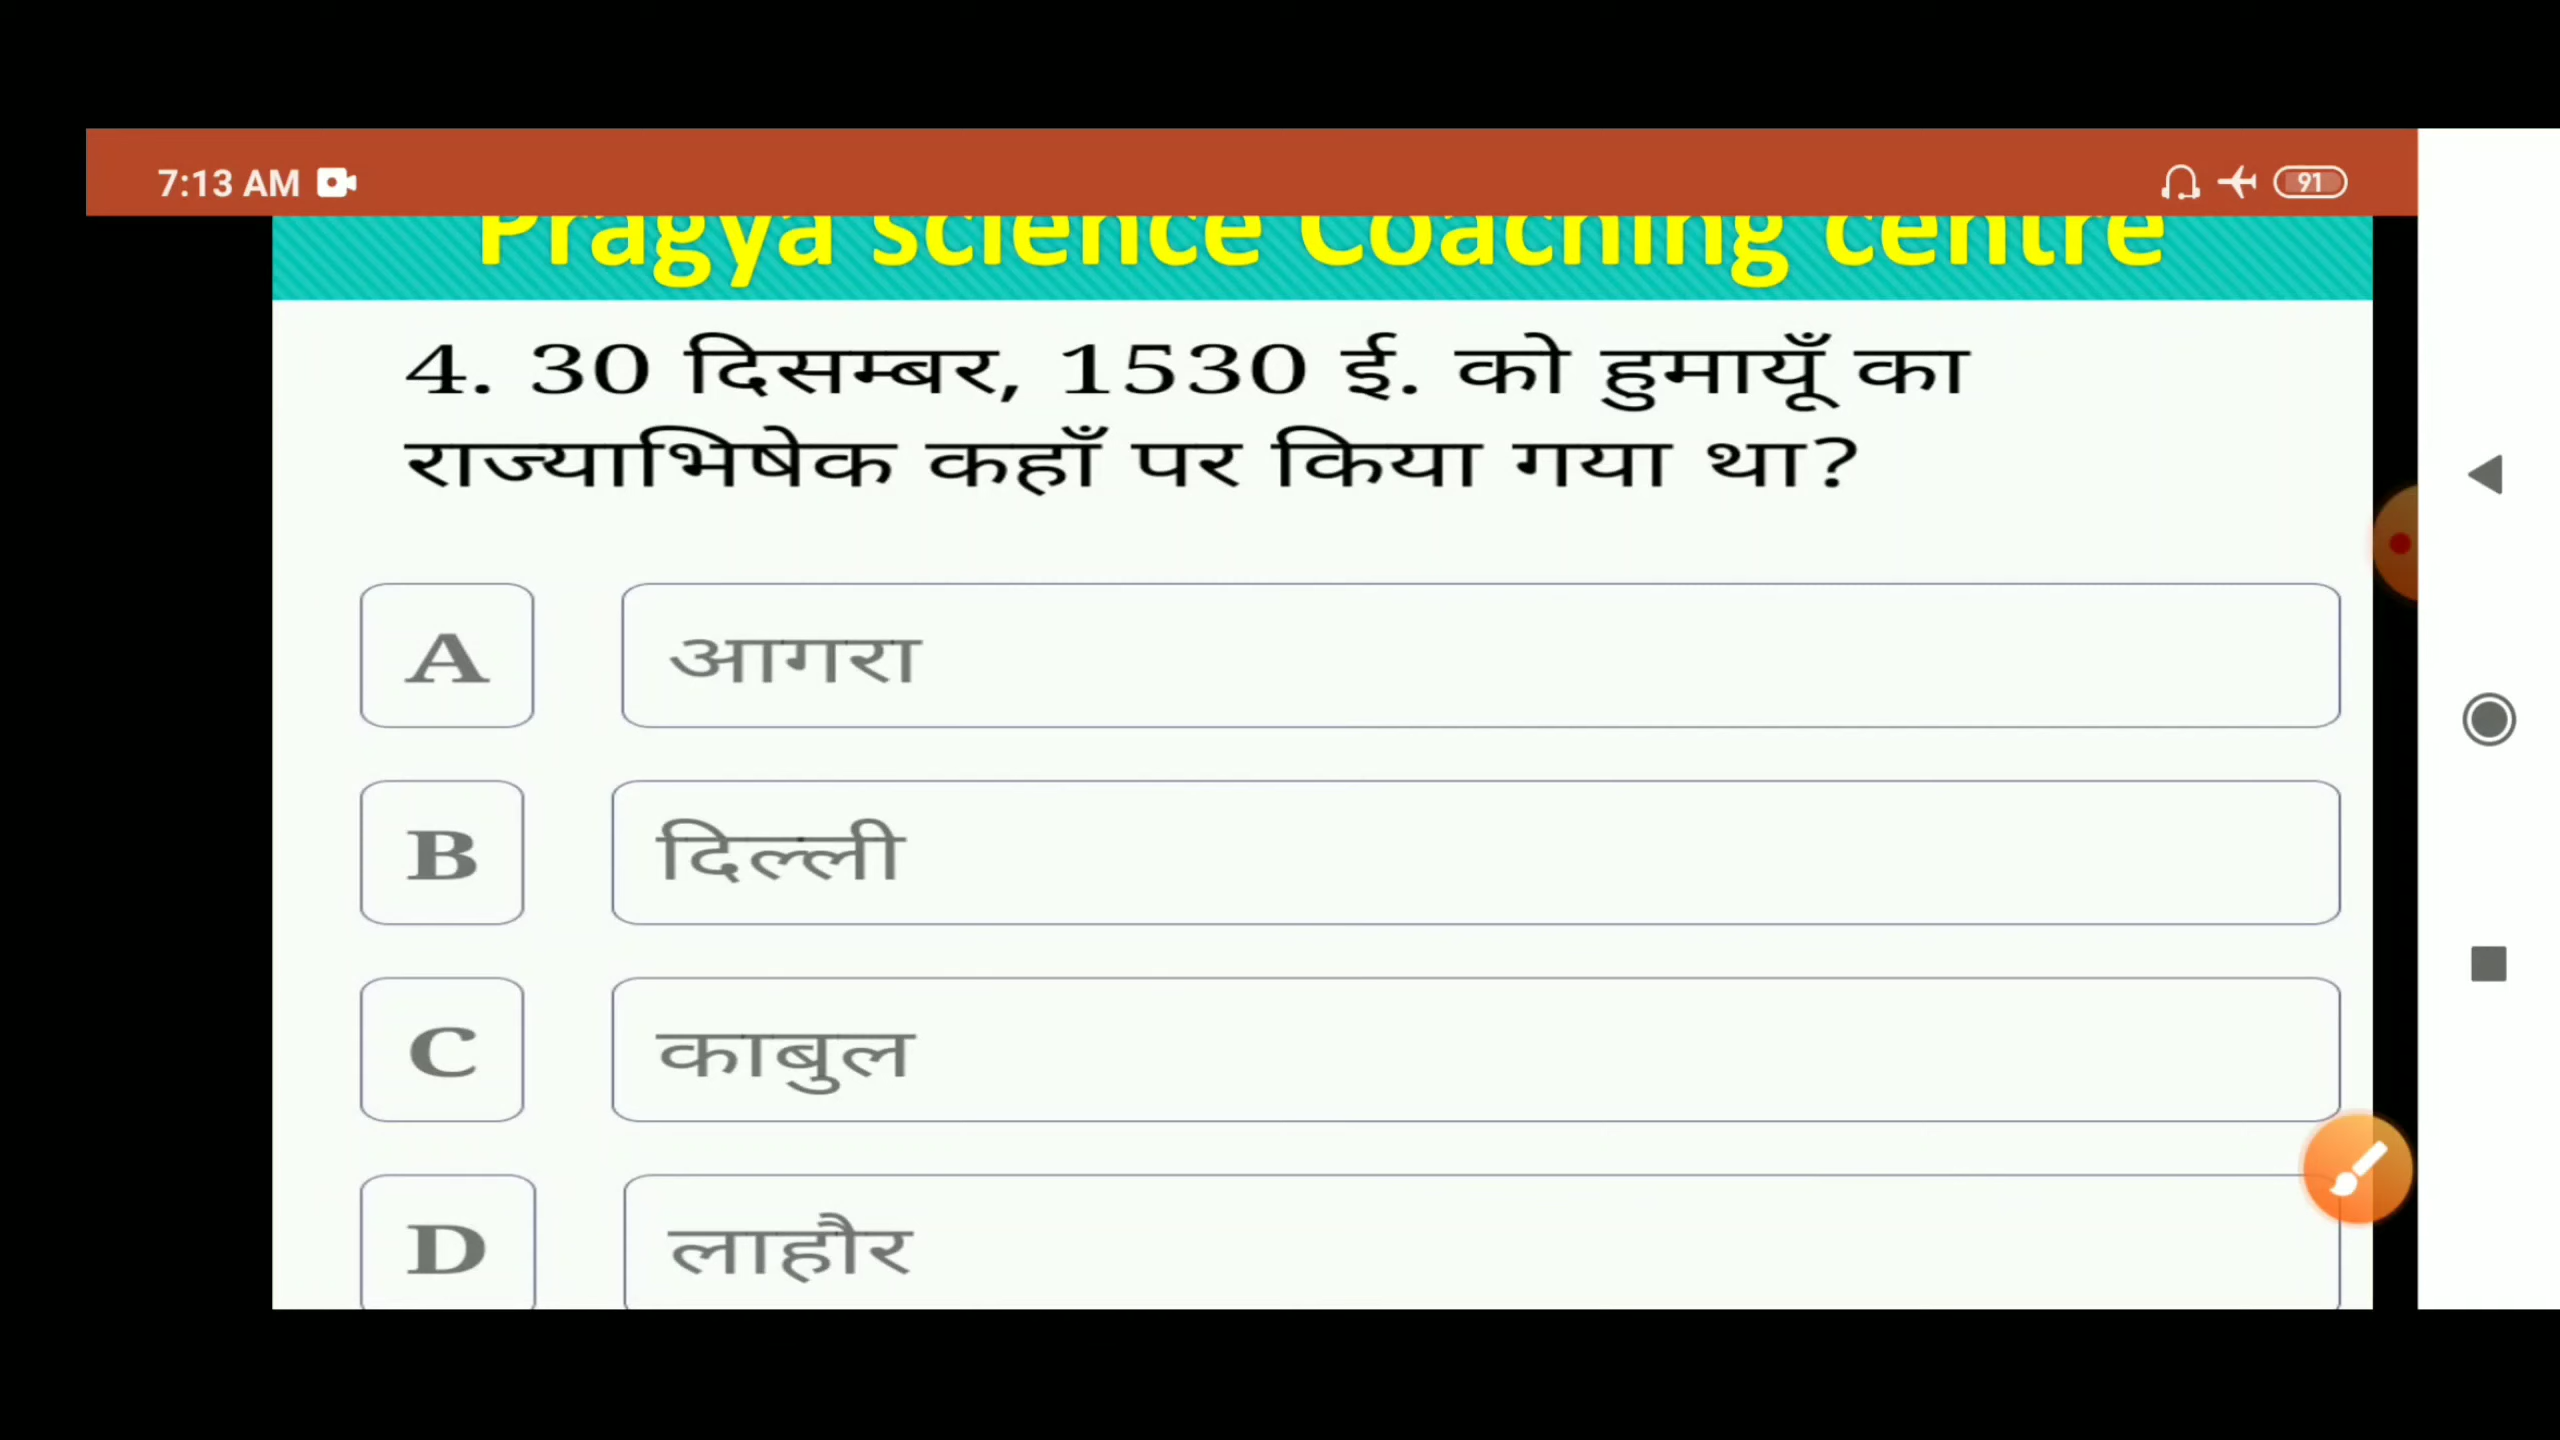 7:13 AM
91
Pragya science Coaching centre
4. 30 दिसम्बर, 1530 ई. को हुमायूँ का
राज्याभिषेक कहाँ पर किया गया था?
A आगरा
B दिल्ली
C काबुल
D लाहौर